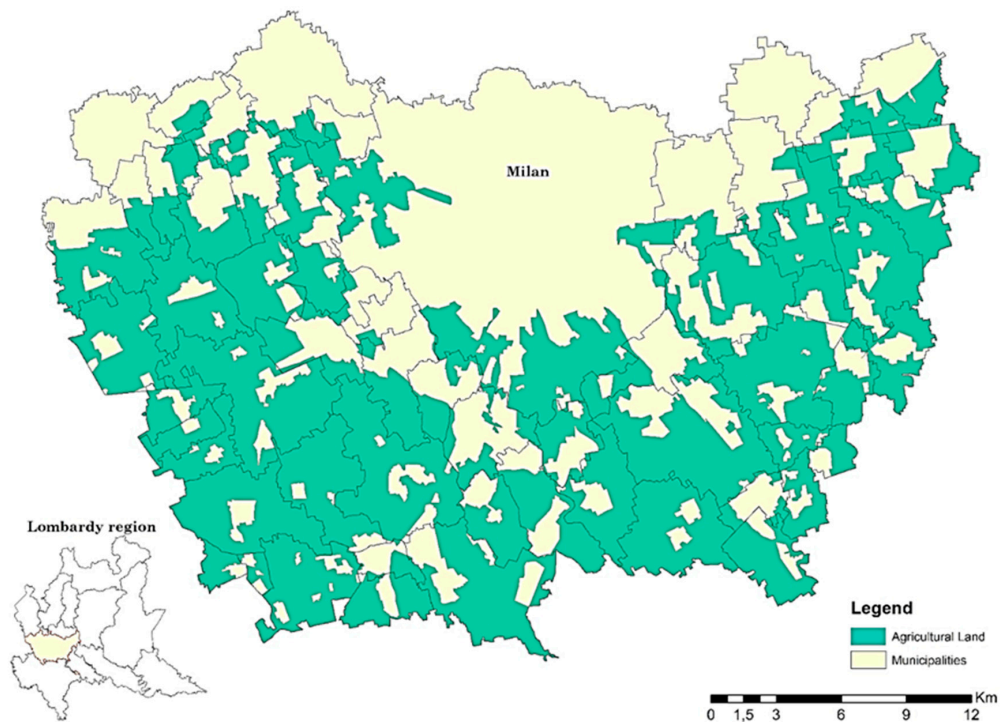 Milan
Lombardy region
Legend
Agricultural Land
Municipalities
Km
0 1,5 3 6 9 12